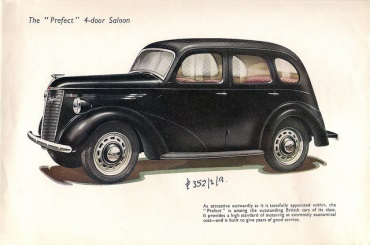 The "Prefect" 4-door Saloon
£352/2/9.
As attractive outwardly as it is tastefully appointed within, the
"Prefect" is among the outstanding British cars of its class.
It provides a high standard of motoring at extremely economical
cost—and is built to give years of good service.